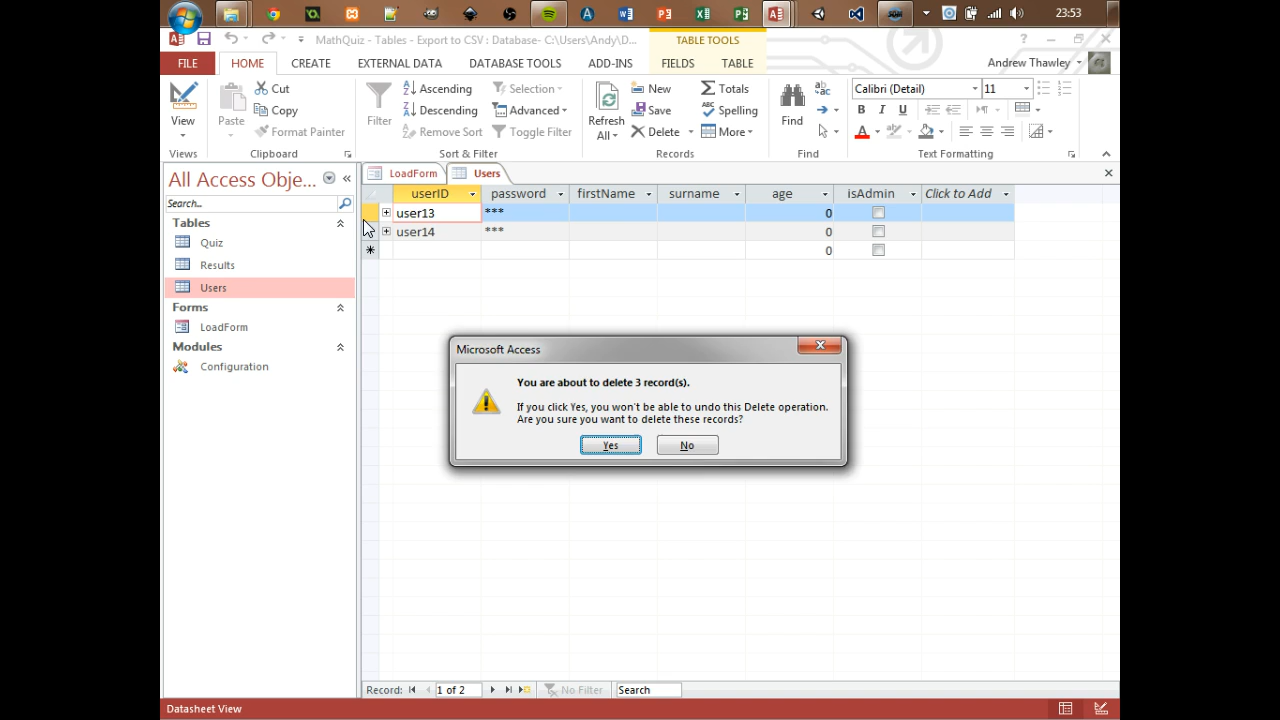 23:53
MathQuiz - Tables - Export to CSV : Database- C:\Users\Andy\D...
TABLE TOOLS
?
FILE
HOME
CREATE
EXTERNAL DATA
DATABASE TOOLS
ADD-INS
FIELDS
TABLE
Andrew Thawley
View
Views
Paste
Cut
Copy
Format Painter
Clipboard
Filter
Ascending
Descending
Remove Sort
Selection
Advanced
Toggle Filter
Sort & Filter
Refresh
All
New
Save
Delete
Totals
Spelling
More
Records
Find
Find
Calibri (Detail)
11
B I U
Text Formatting
All Access Obje...
Search...
Tables
Quiz
Results
Users
Forms
LoadForm
Modules
Configuration
LoadForm
Users
userID password firstName surname age isAdmin Click to Add
user13 *** 0
user14 *** 0
0
Microsoft Access
You are about to delete 3 record(s).
If you click Yes, you won't be able to undo this Delete operation.
Are you sure you want to delete these records?
Yes
No
Record:
1 of 2
No Filter
Search
Datasheet View